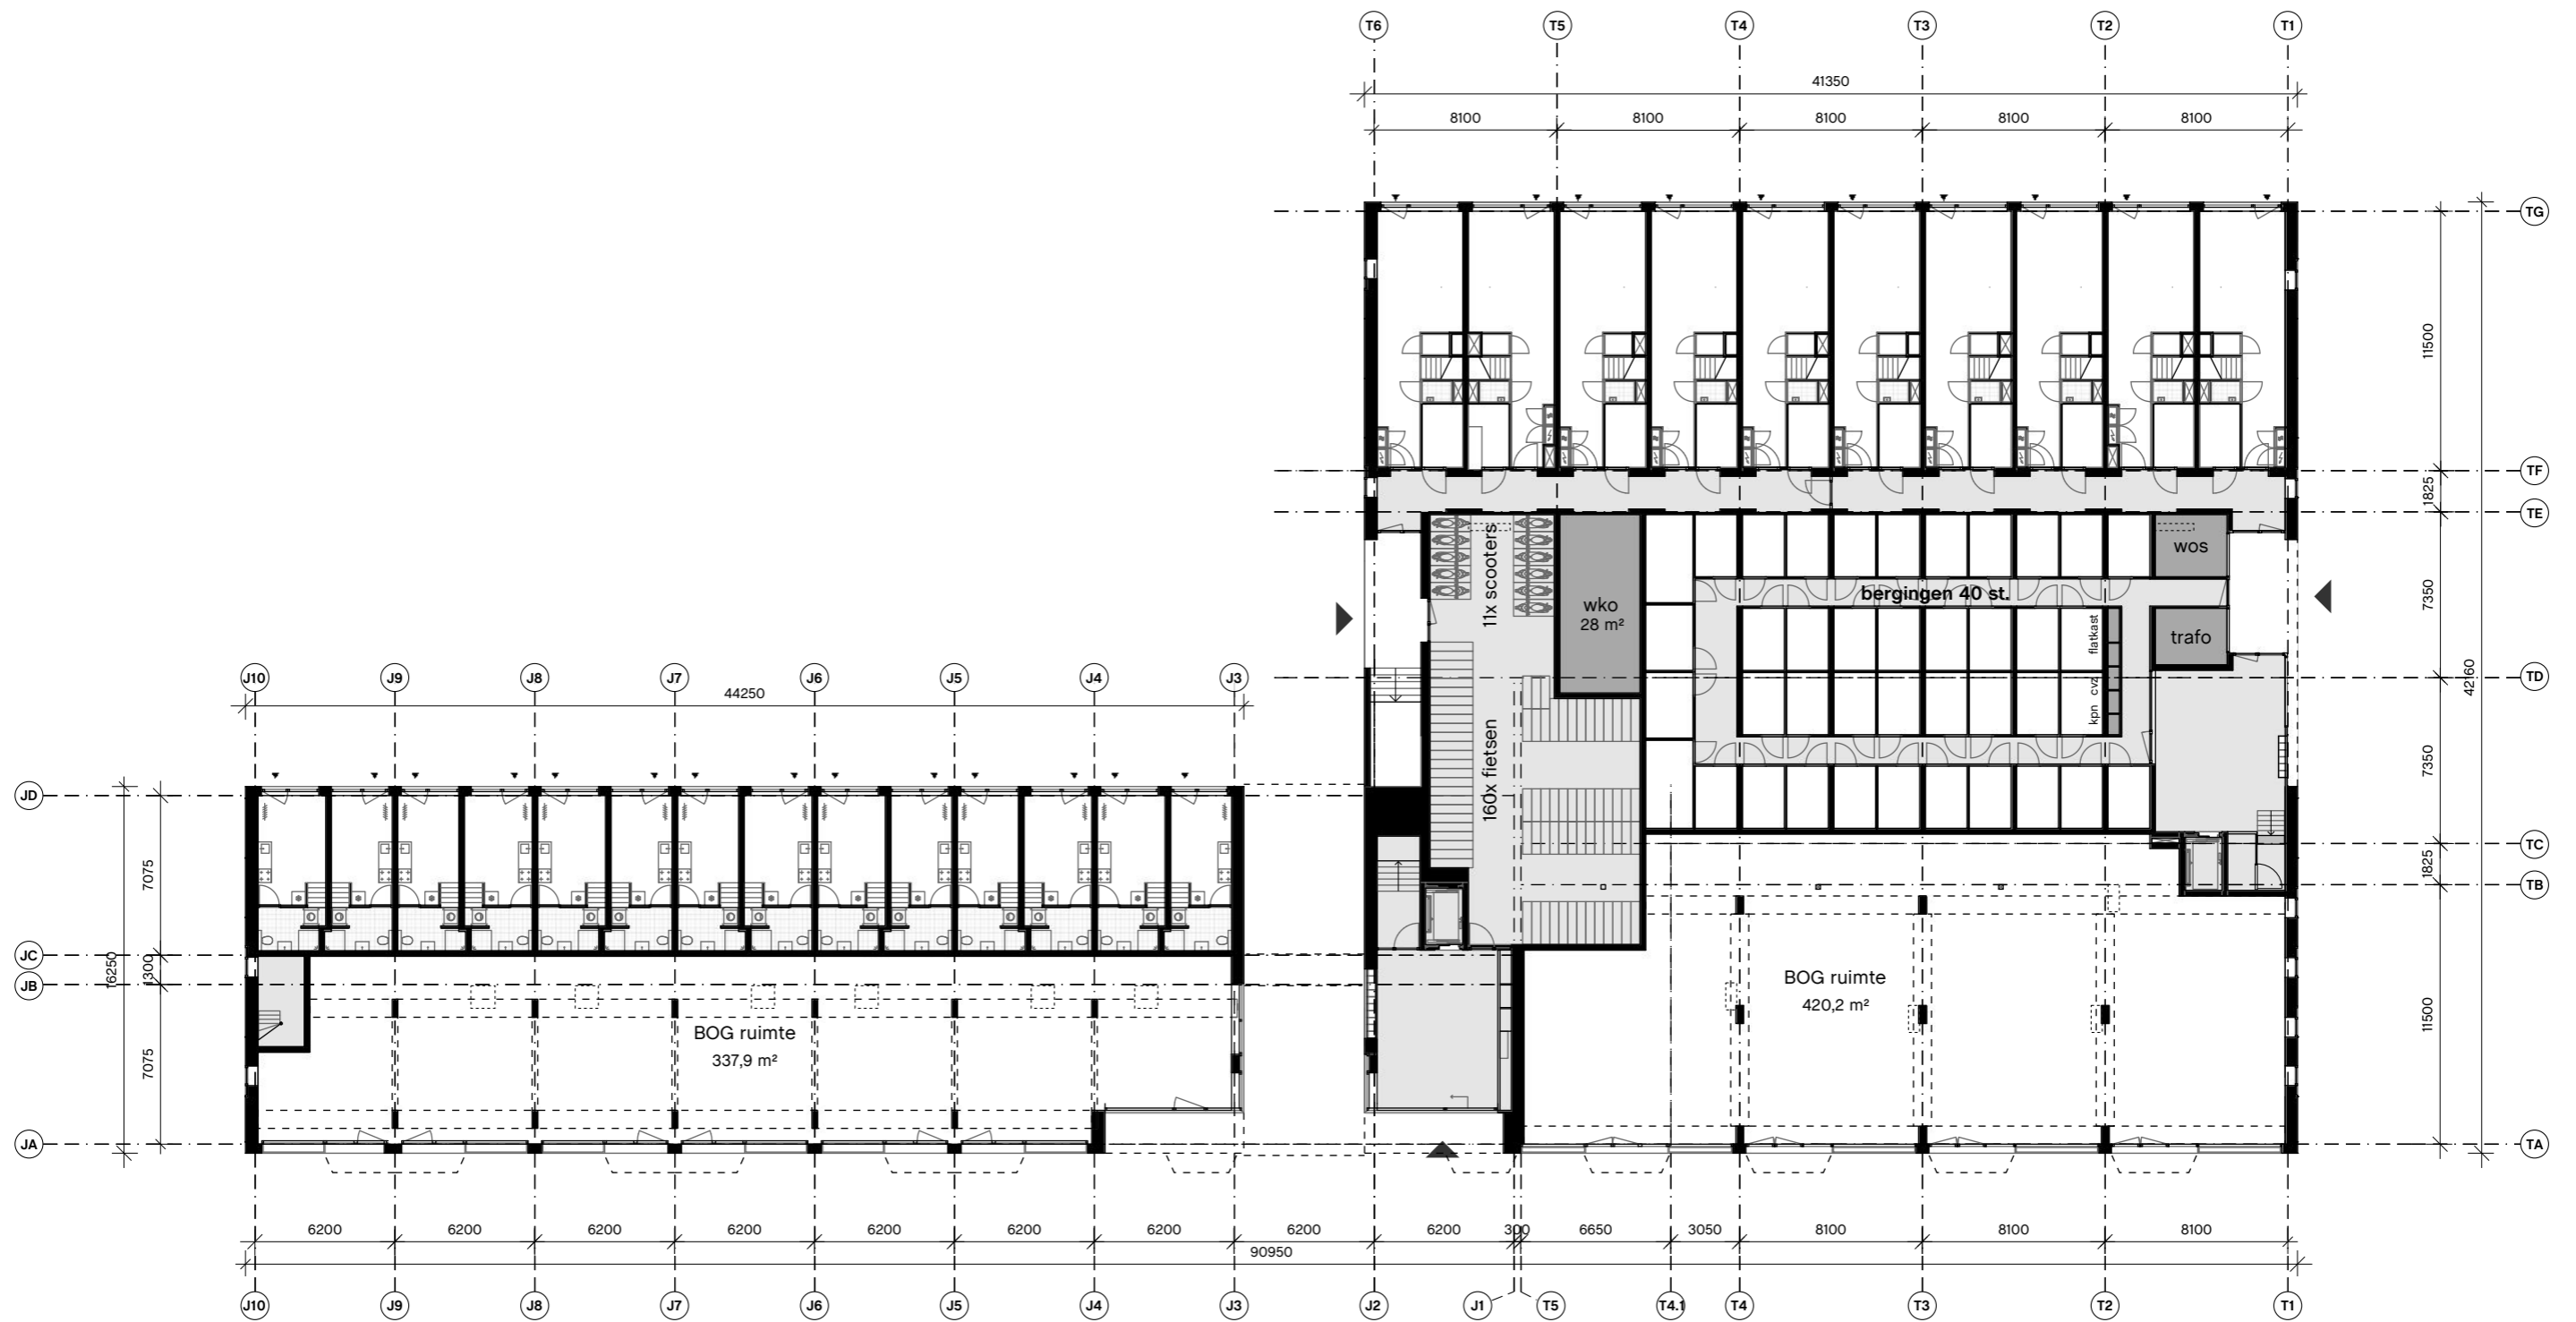 T6 T5 T4 T3 T2 T1
41350
8100 8100 8100 8100 8100
TG
11500
TF
1825
TE
11x scooters
wko
28 m²
bergingen 40 st.
wos
7350
flatkast
trafo
J10 J9 J8 J7 J6 J5 J4 J3
44250
TD
42160
cvz
kpn
160x fietsen
7350
JD
7075
TC
1825
TB
JC
16250
1300
JB
BOG ruimte
337,9 m²
BOG ruimte
420,2 m²
7075
11500
JA
TA
6200 6200 6200 6200 6200 6200 6200 6200 6200 300 6650 3050 8100 8100 8100
90950
J10 J9 J8 J7 J6 J5 J4 J3 J2 J1 T5 T4.1 T4 T3 T2 T1